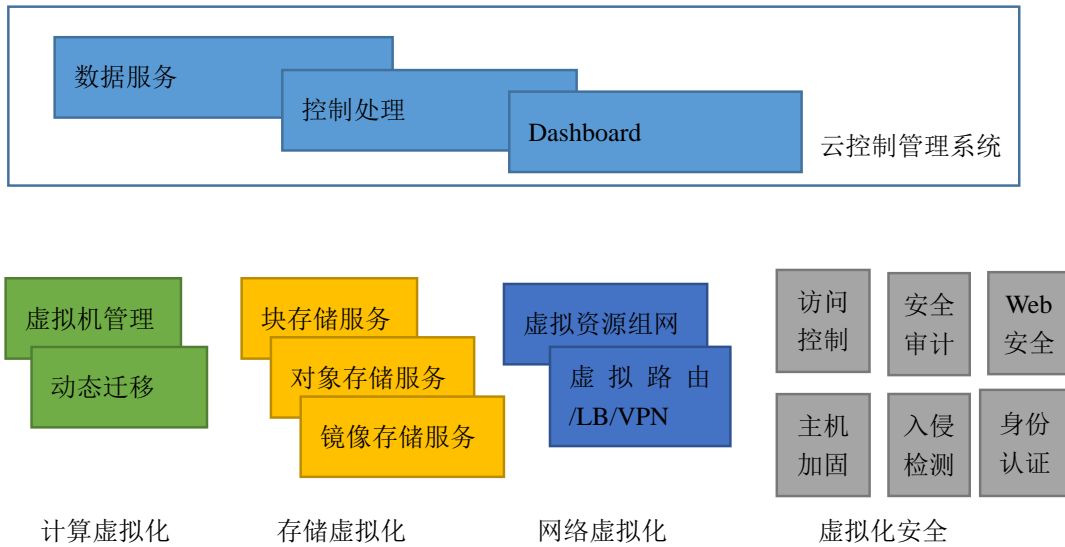 数据服务
控制处理
Dashboard
云控制管理系统
虚拟机管理
动态迁移
块存储服务
对象存储服务
镜像存储服务
虚拟资源组网
虚拟路由
/LB/VPN
访问
控制
安全
审计
Web
安全
主机
加固
入侵
检测
身份
认证
计算虚拟化
存储虚拟化
网络虚拟化
虚拟化安全